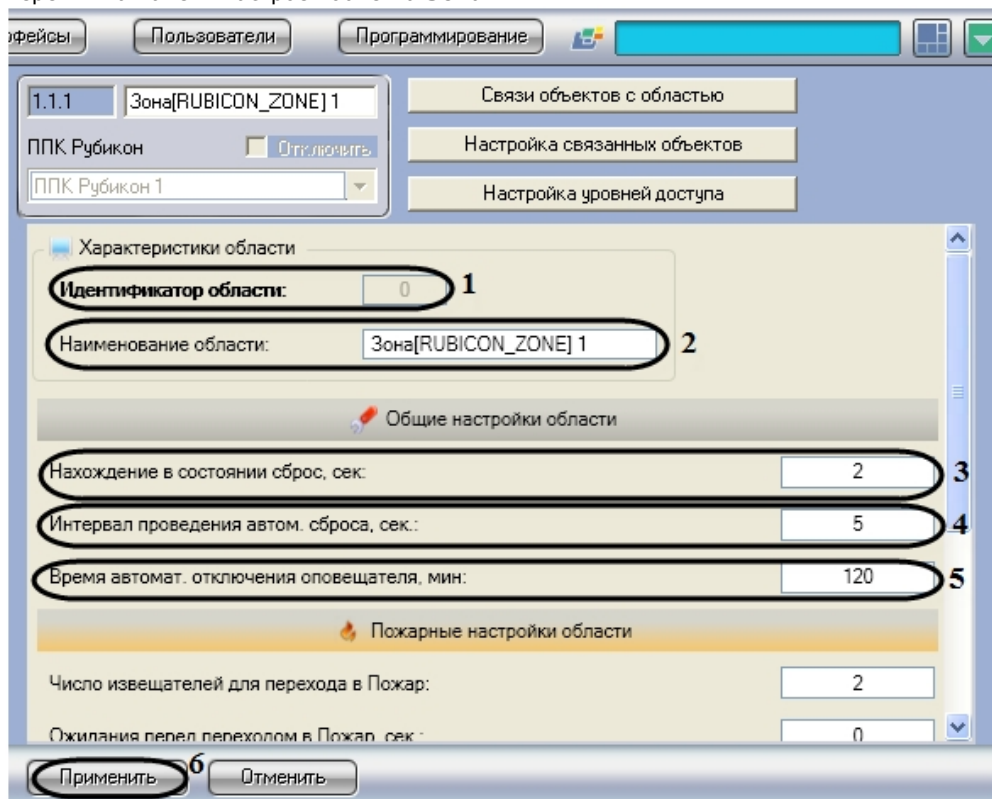 фейсы Пользователи Программирование
1.1.1 Зона[RUBICON_ZONE] 1
Связи объектов с областью
ППК Рубикон Отключить
Настройка связанных объектов
ППК Рубикон 1
Настройка уровней доступа
Характеристики области
Идентификатор области: 0 1
Наименование области: Зона[RUBICON_ZONE] 1 2
Общие настройки области
Нахождение в состоянии сброс, сек: 2 3
Интервал проведения автом. сброса, сек.: 5 4
Время автомат. отключения оповещателя, мин: 120 5
Пожарные настройки области
Число извещателей для перехода в Пожар: 2
Ожидания перед переходом в Пожар, сек.: 0
Применить 6 Отменить